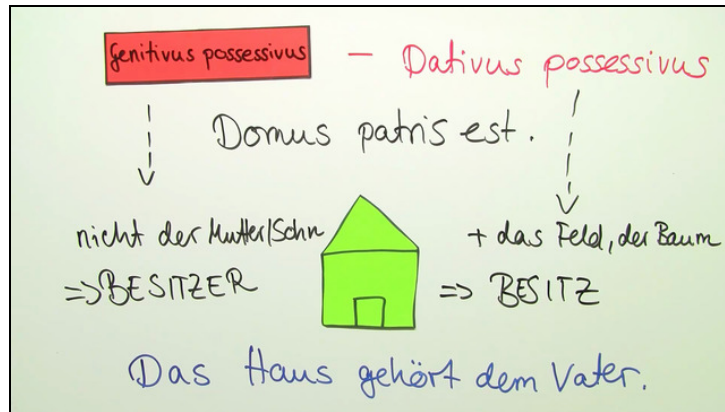 Genitivus possessivus – Dativus possessivus
Domus patris est.
nicht der Mutter/Sohn
+ das Feld, der Baum
=> BESITZER
=> BESITZ
Das Haus gehört dem Vater.